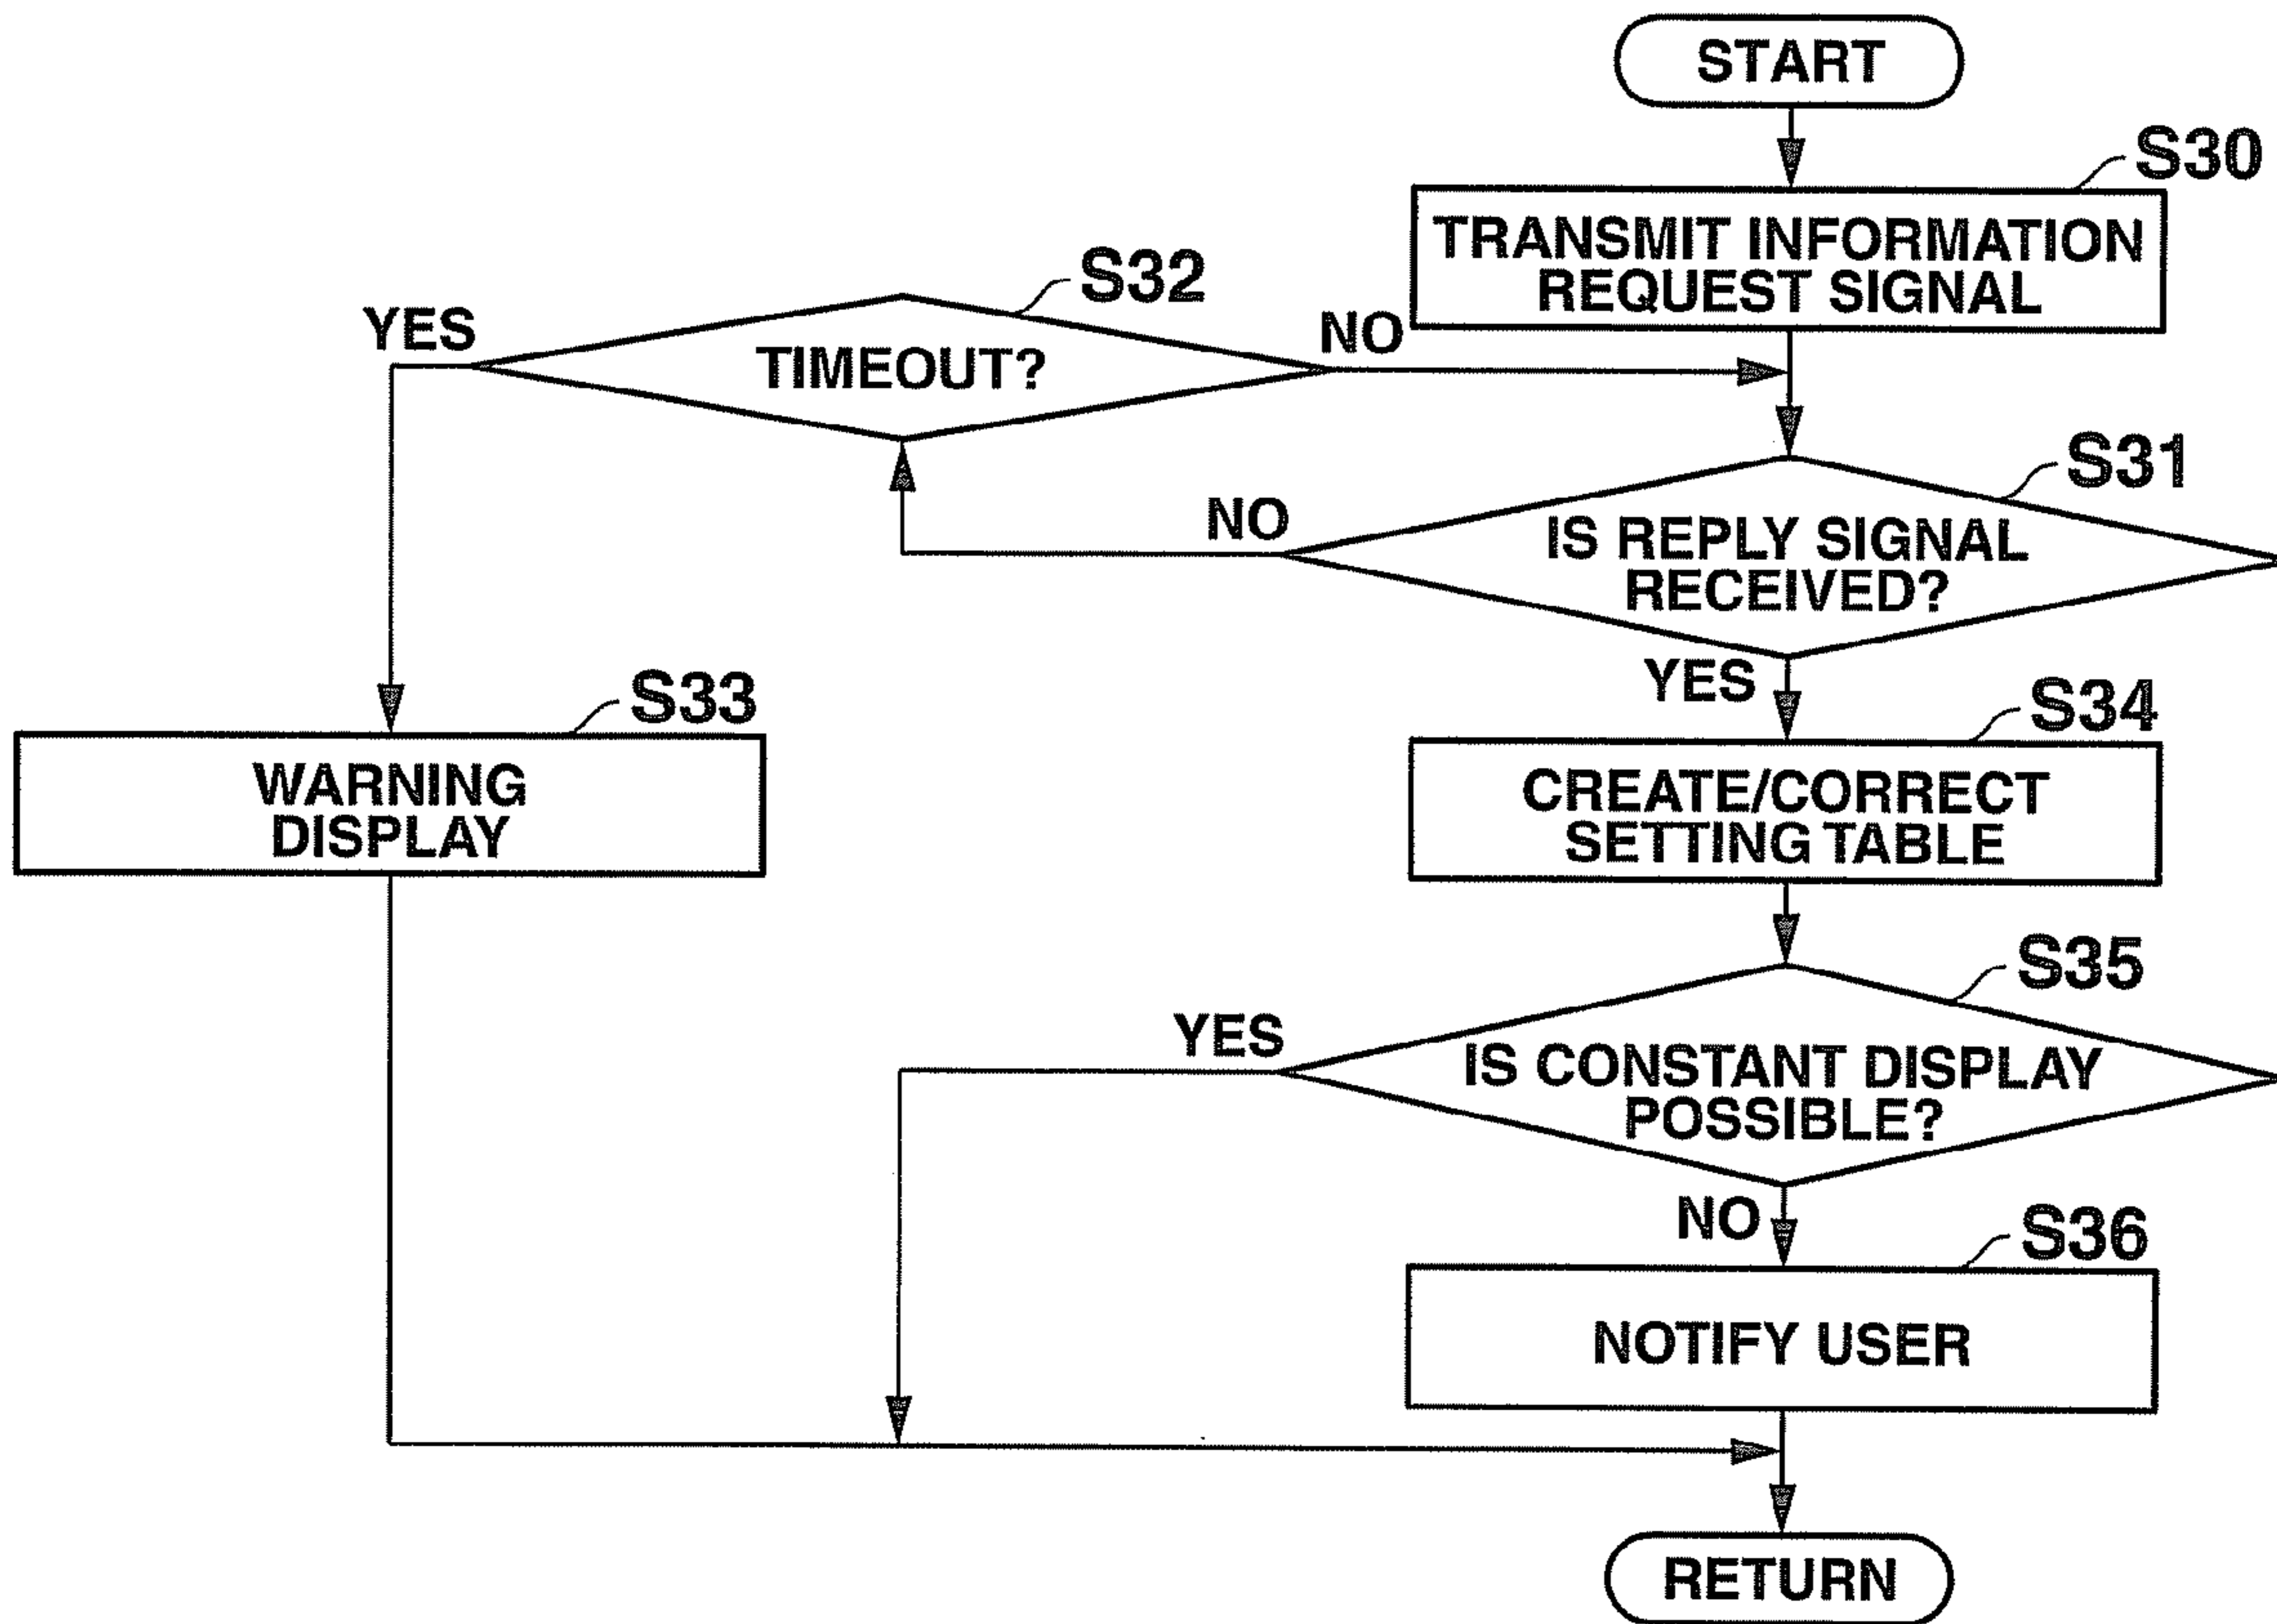 START
S30
TRANSMIT INFORMATION
REQUEST SIGNAL
S32
YES
TIMEOUT?
NO
S31
NO
IS REPLY SIGNAL
RECEIVED?
YES
S33
WARNING
DISPLAY
S34
CREATE/CORRECT
SETTING TABLE
S35
YES
IS CONSTANT DISPLAY
POSSIBLE?
NO
S36
NOTIFY USER
RETURN